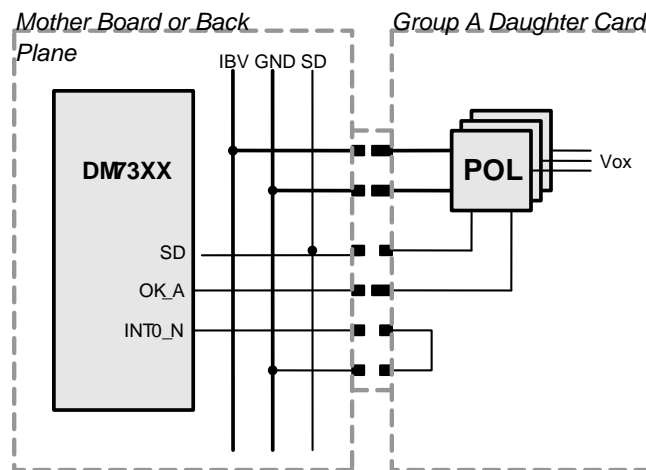 Mother Board or Back
Plane
Group A Daughter Card
IBV GND SD
DM73XX
POL
Vox
SD
OK_A
INT0_N